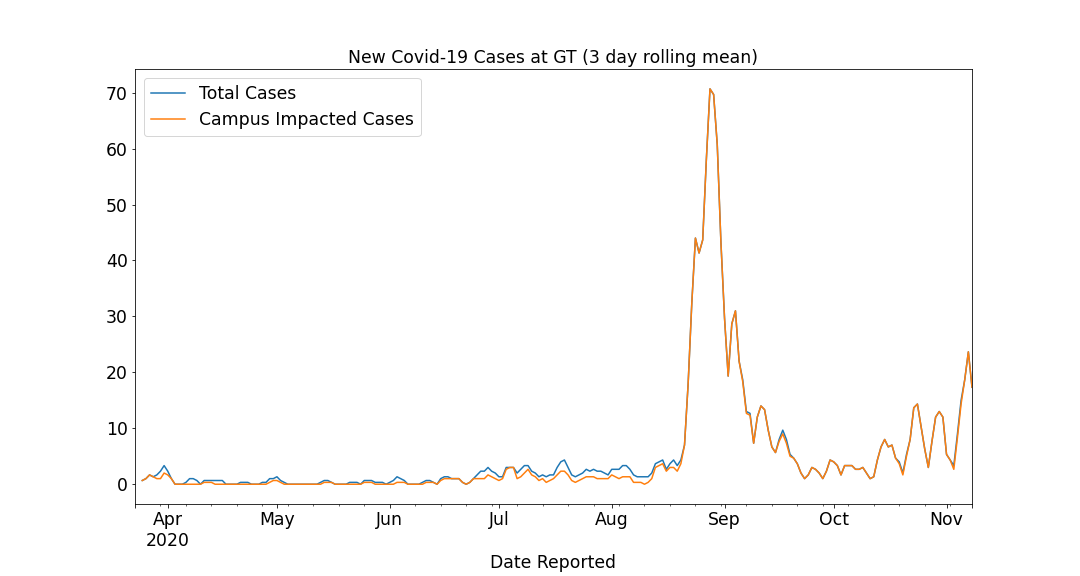 New Covid-19 Cases at GT (3 day rolling mean)
Total Cases
Campus Impacted Cases
70
60
50
40
30
20
10
0
Apr May Jun Jul Aug Sep Oct Nov
2020
Date Reported